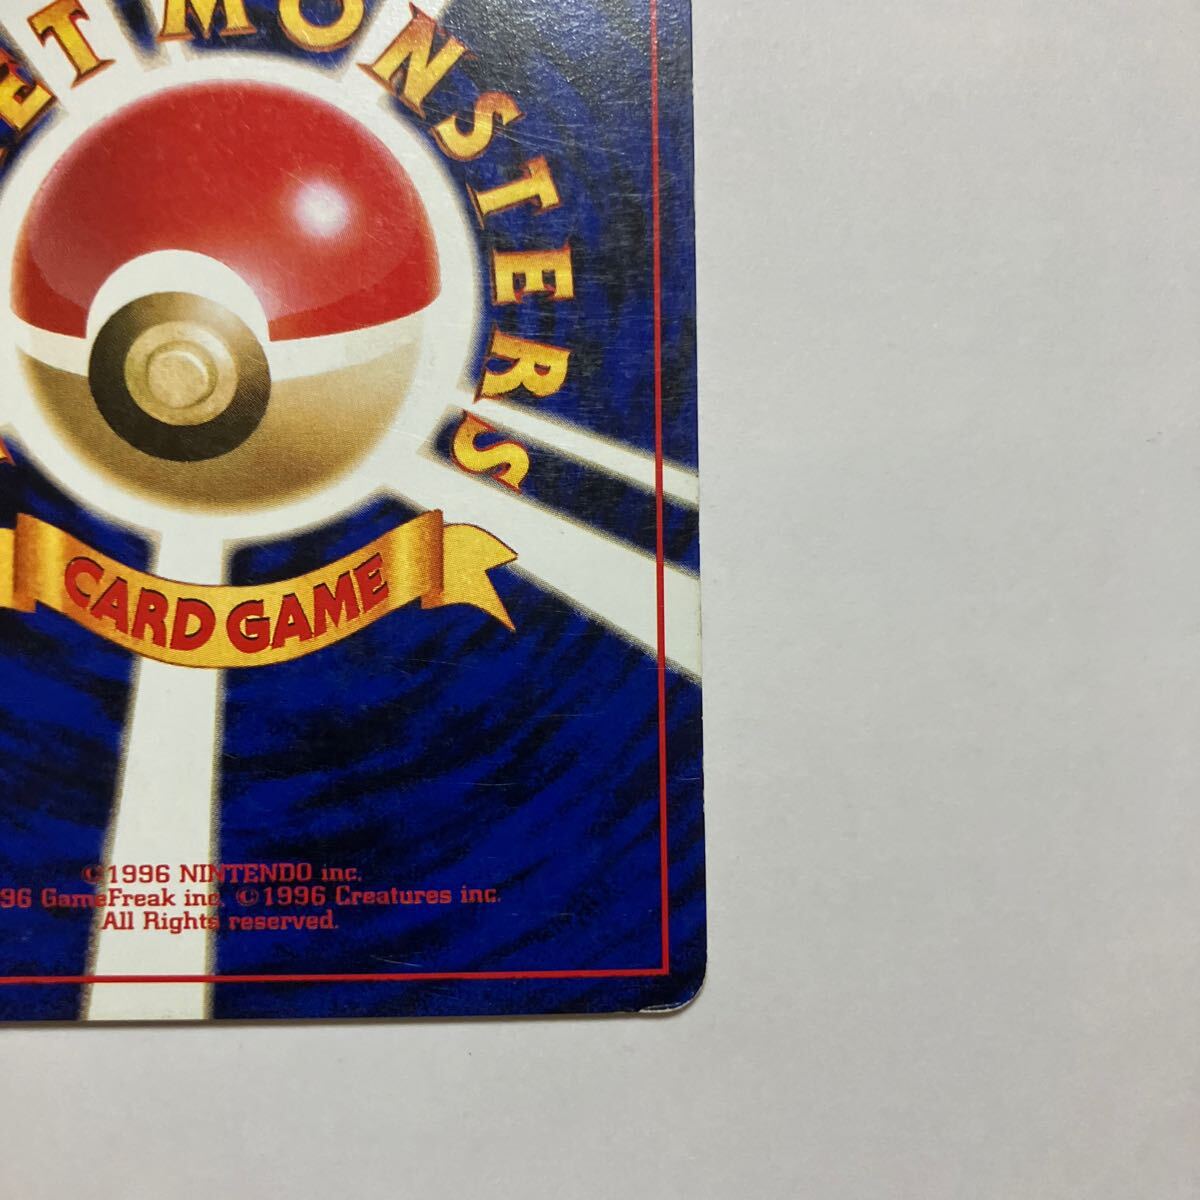 ET MONSTERS
CARD GAME
©1996 NINTENDO inc.
96 GameFreak inc. ©1996 Creatures inc.
All Rights reserved.